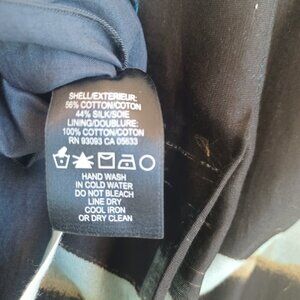 SHELL/EXTERIEUR:
56% COTTON/COTON
44% SILK/SOIE
LINING/DOUBLURE:
100% COTTON/COTON
RN 93093 CA 05633
HAND WASH
IN COLD WATER
DO NOT BLEACH
LINE DRY
COOL IRON
OR DRY CLEAN